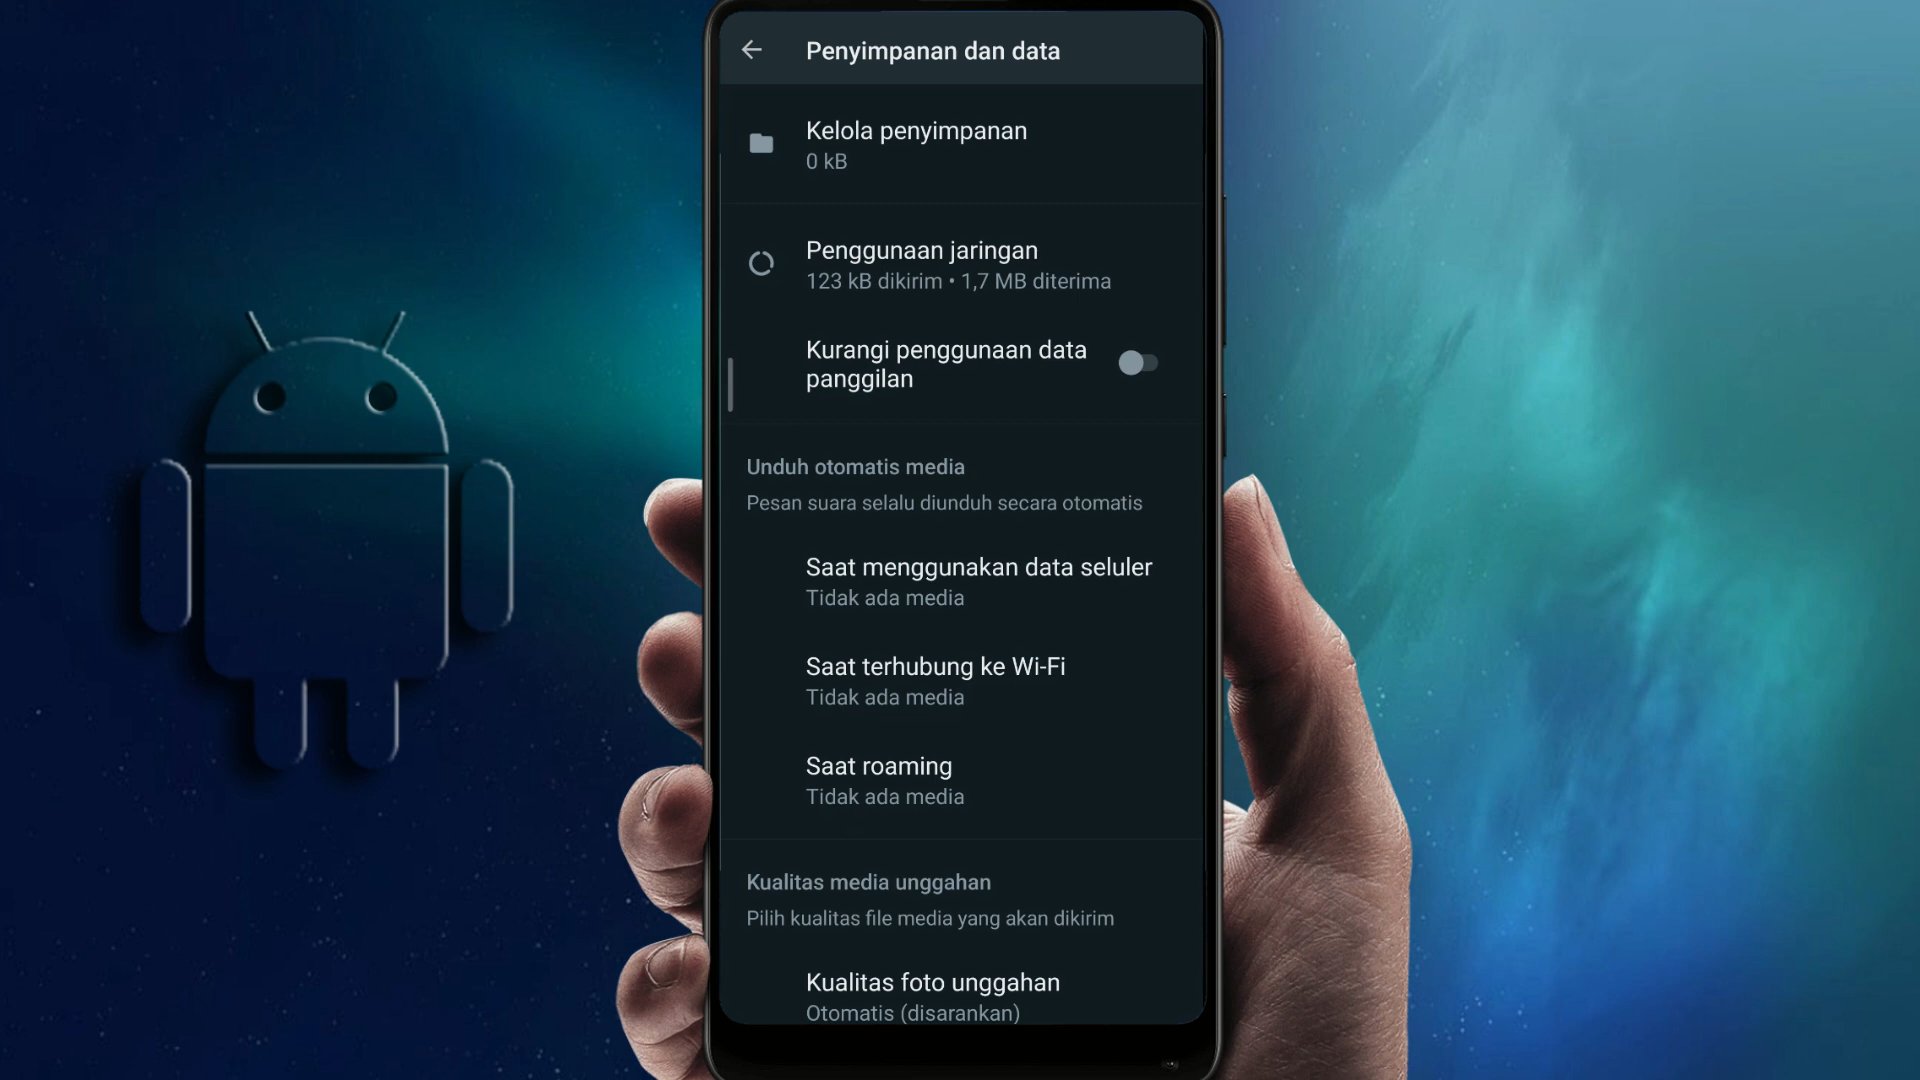 Penyimpanan dan data
Kelola penyimpanan
0 kB
Penggunaan jaringan
123 kB dikirim • 1,7 MB diterima
Kurangi penggunaan data
panggilan
Unduh otomatis media
Pesan suara selalu diunduh secara otomatis
Saat menggunakan data seluler
Tidak ada media
Saat terhubung ke Wi-Fi
Tidak ada media
Saat roaming
Tidak ada media
Kualitas media unggahan
Pilih kualitas file media yang akan dikirim
Kualitas foto unggahan
Otomatis (disarankan)